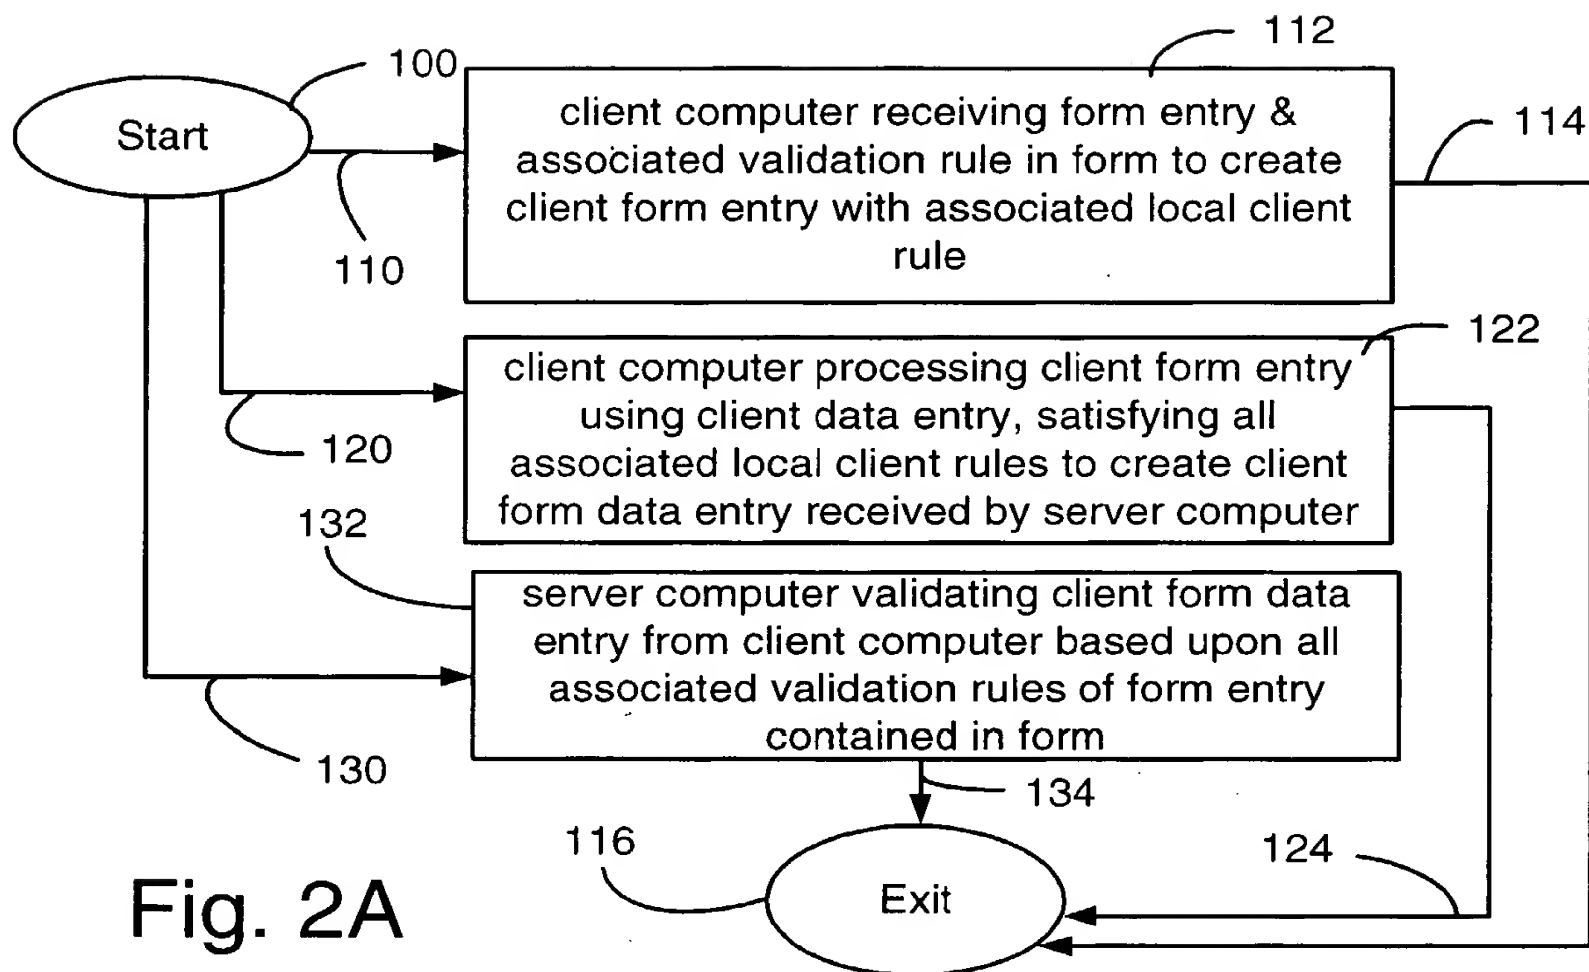 100
112
Start
client computer receiving form entry &
associated validation rule in form to create
client form entry with associated local client
rule
114
110
122
client computer processing client form entry
using client data entry, satisfying all
associated local client rules to create client
form data entry received by server computer
120
132
server computer validating client form data
entry from client computer based upon all
associated validation rules of form entry
contained in form
130
134
116
124
Exit
Fig. 2A